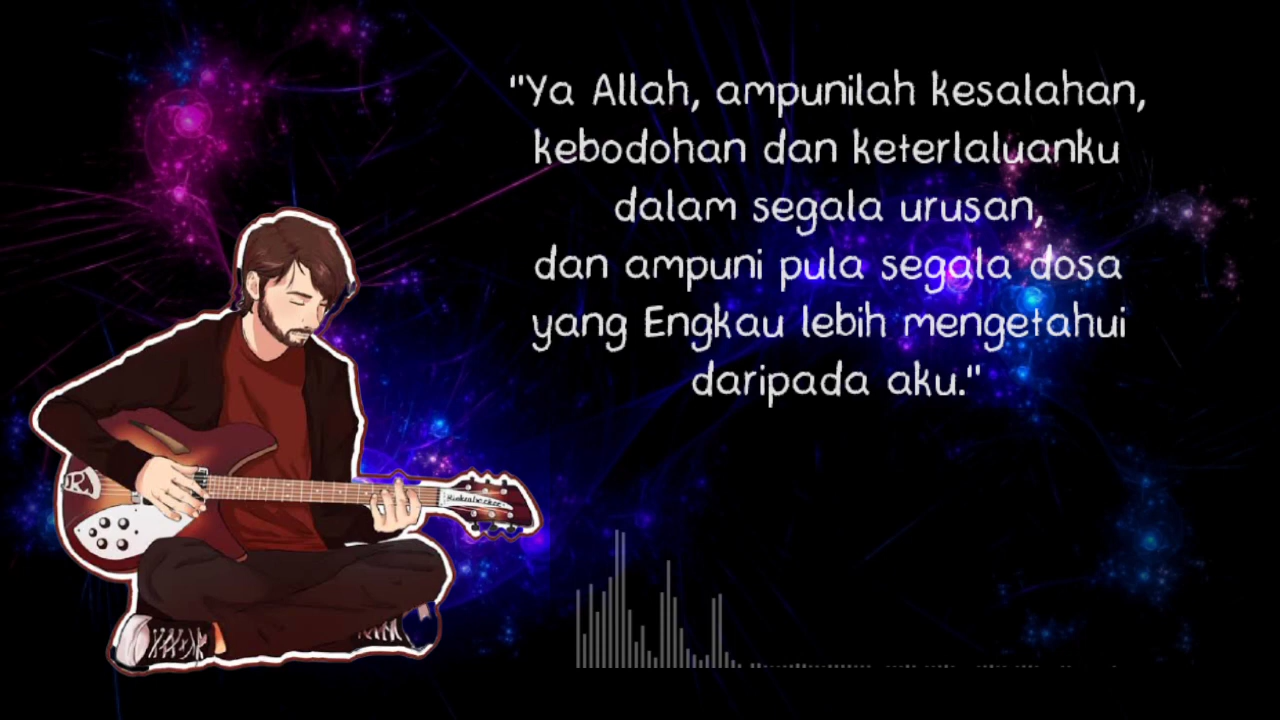 "Ya Allah, ampunilah kesalahan,
kebodohan dan keterlaluanku
dalam segala urusan,
dan ampuni pula segala dosa
yang Engkau lebih mengetahui
daripada aku."
R
Rickenbacker